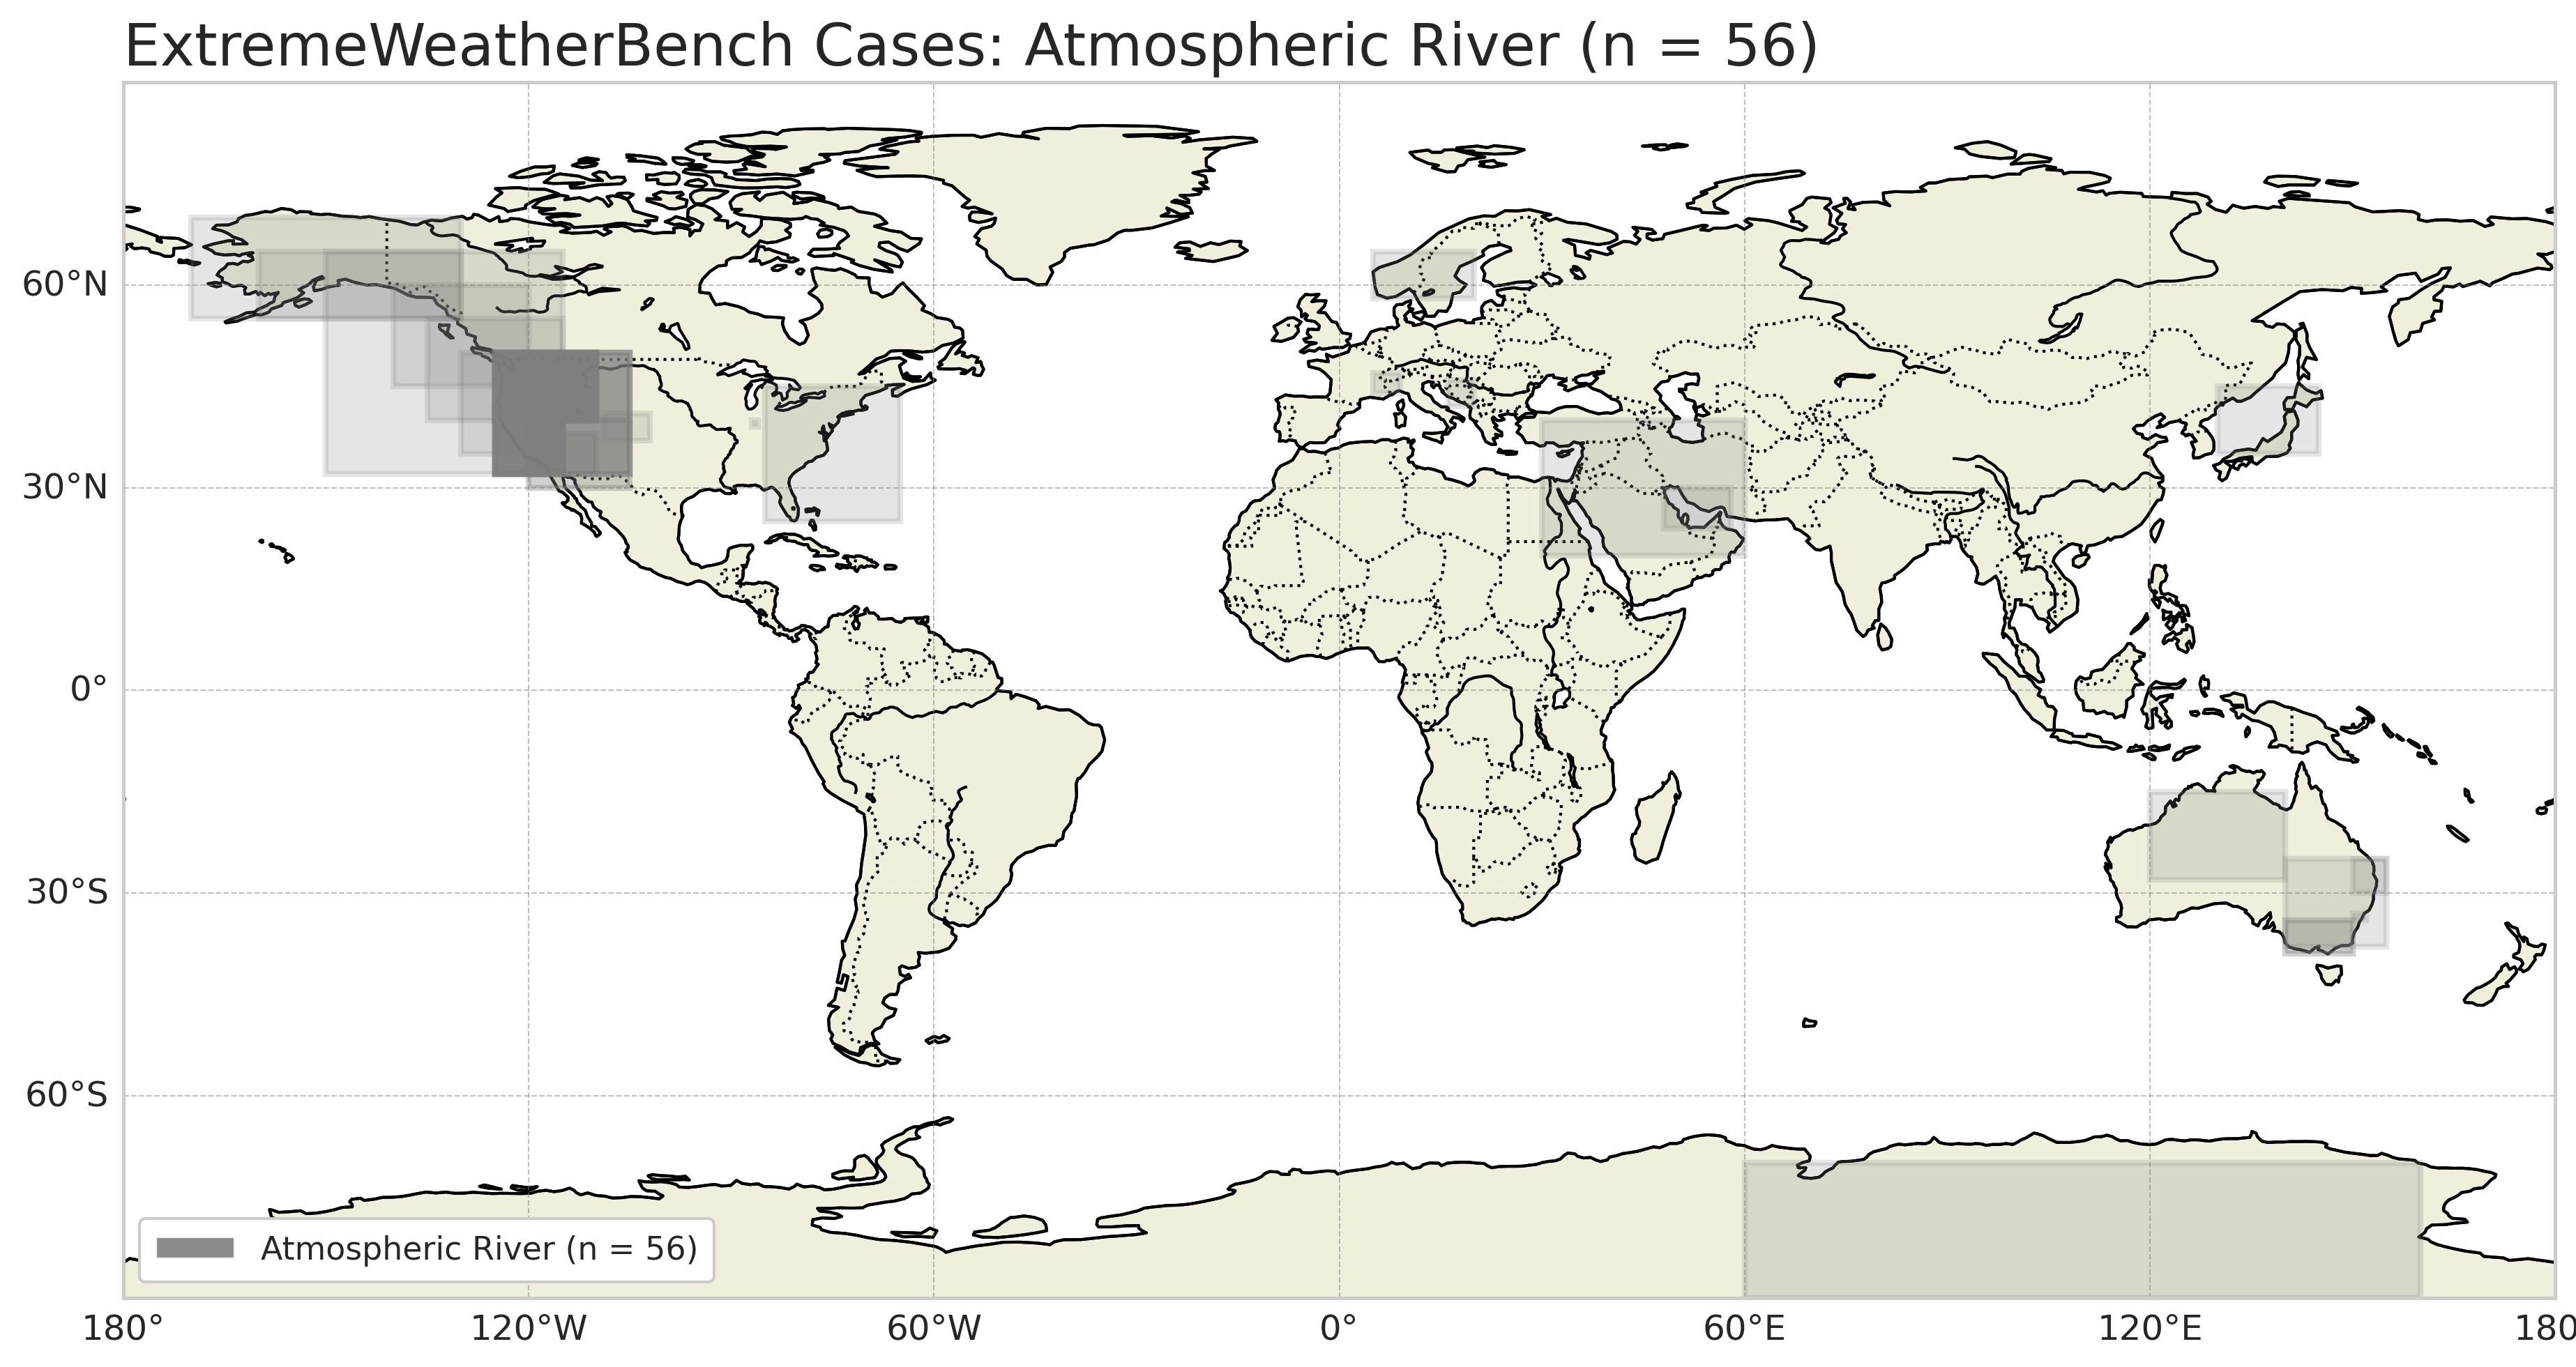 ExtremeWeatherBench Cases: Atmospheric River (n = 56)
60°N
30°N
0°
30°S
60°S
Atmospheric River (n = 56)
180°
120°W
60°W
0°
60°E
120°E
180